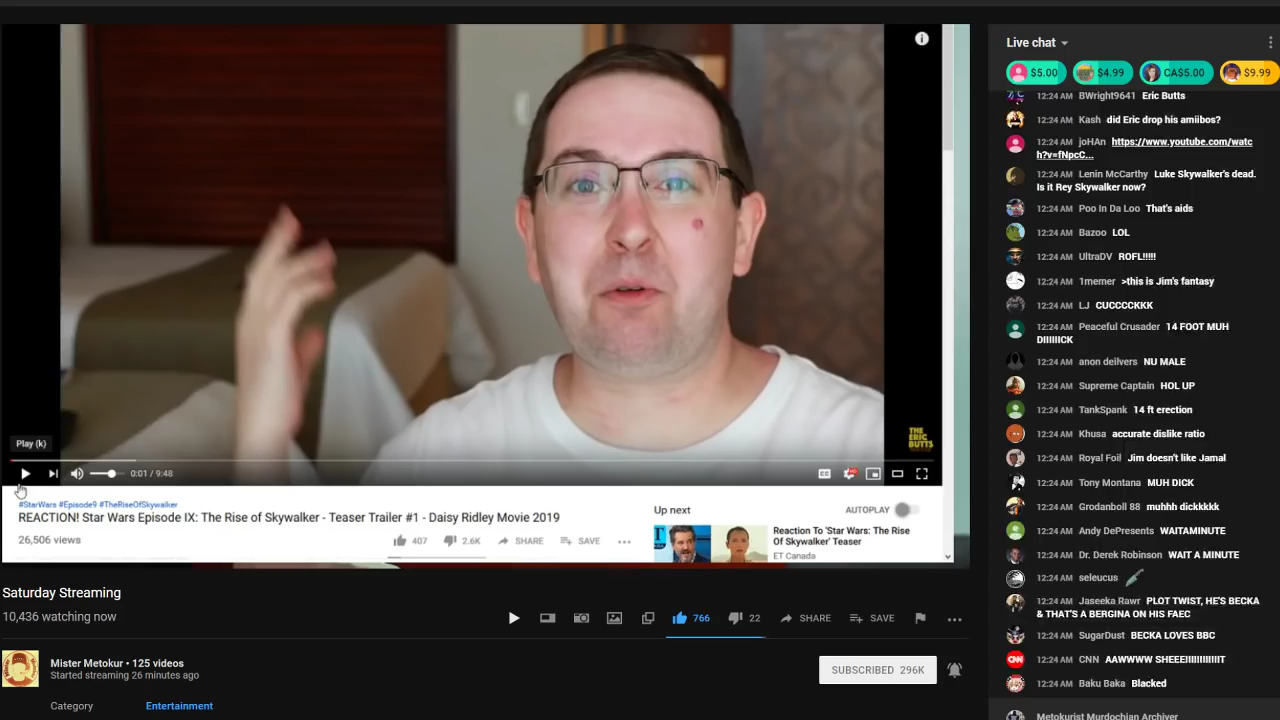 THE
ERIC
BUTTS
Play (k)
0:01 / 9:48
#StarWars #Episode9 #TheRiseOfSkywalker
REACTION! Star Wars Episode IX: The Rise of Skywalker - Teaser Trailer #1 - Daisy Ridley Movie 2019
26,506 views
407
2.6K
SHARE
SAVE
Up next
AUTOPLAY
Reaction To 'Star Wars: The Rise
Of Skywalker' Teaser
ET Canada
Saturday Streaming
10,436 watching now
766
22
SHARE
SAVE
Mister Metokur • 125 videos
Started streaming 26 minutes ago
SUBSCRIBED 296K
Category
Entertainment
Live chat
$5.00
$4.99
CA$5.00
$9.99
12:24 AM BWright9641 Eric Butts
12:24 AM Kash did Eric drop his amiibos?
12:24 AM joHAn https://www.youtube.com/watc
h?v=fNpcC...
12:24 AM Lenin McCarthy Luke Skywalker's dead.
Is it Rey Skywalker now?
12:24 AM Poo In Da Loo That's aids
12:24 AM Bazoo LOL
12:24 AM UltraDV ROFL!!!!!
12:24 AM 1memer >this is Jim's fantasy
12:24 AM LJ CUCCCCKKK
12:24 AM Peaceful Crusader 14 FOOT MUH
DIIIIIICK
12:24 AM anon deilvers NU MALE
12:24 AM Supreme Captain HOL UP
12:24 AM TankSpank 14 ft erection
12:24 AM Khusa accurate dislike ratio
12:24 AM Royal Foil Jim doesn't like Jamal
12:24 AM Tony Montana MUH DICK
12:24 AM Grodanboll 88 muhhh dickkkkk
12:24 AM Andy DePresents WAITAMINUTE
12:24 AM Dr. Derek Robinson WAIT A MINUTE
12:24 AM seleucus
12:24 AM Jaseeka Rawr PLOT TWIST, HE'S BECKA
& THAT'S A BERGINA ON HIS FAEC
12:24 AM SugarDust BECKA LOVES BBC
CNN
12:24 AM CNN AAWWWW SHEEEIIIIIIIIIIIT
12:24 AM Baku Baka Blacked
Metokurist Murdochian Archiver